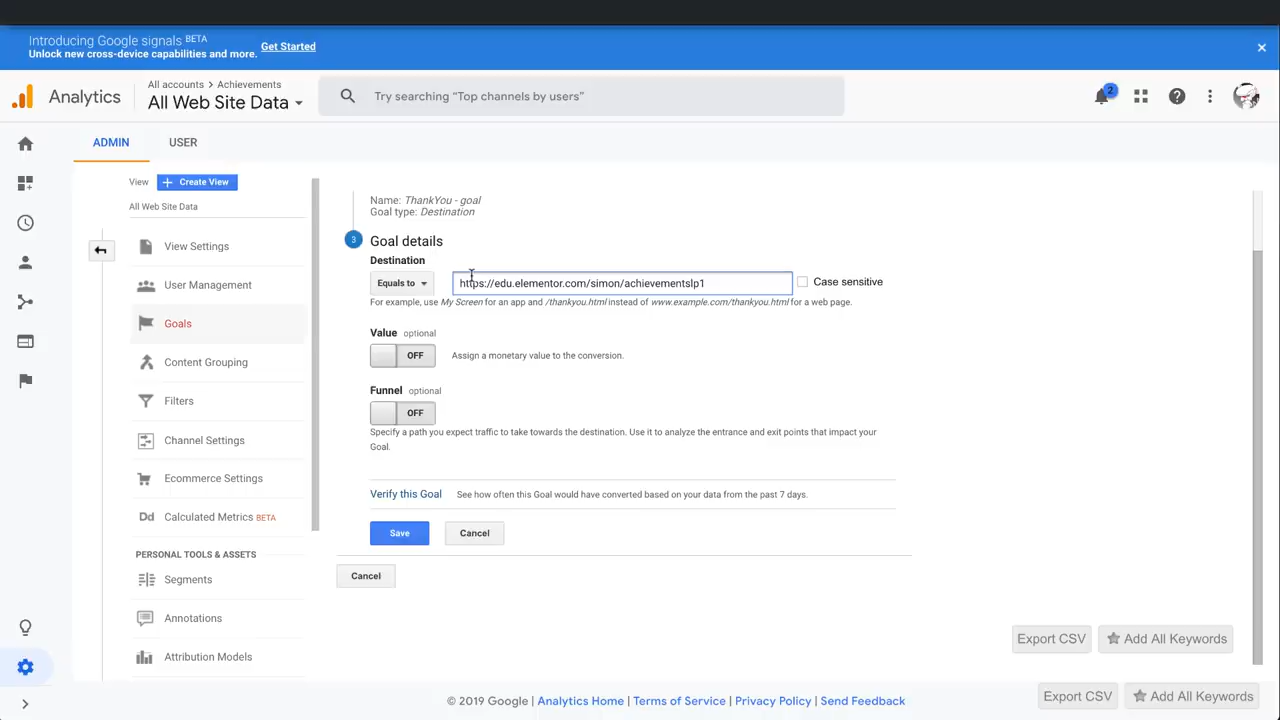 Introducing Google signals BETA
Unlock new cross-device capabilities and more. Get Started
Analytics
All accounts > Achievements
All Web Site Data
Try searching “Top channels by users”
2
ADMIN USER
View + Create View
All Web Site Data
View Settings
User Management
Goals
Content Grouping
Filters
Channel Settings
Ecommerce Settings
Dd Calculated Metrics BETA
PERSONAL TOOLS & ASSETS
Segments
Annotations
Attribution Models
Name: ThankYou - goal
Goal type: Destination
3 Goal details
Destination
Equals to https://edu.elementor.com/simon/achievementslp1 Case sensitive
For example, use My Screen for an app and /thankyou.html instead of www.example.com/thankyou.html for a web page.
Value optional
OFF Assign a monetary value to the conversion.
Funnel optional
OFF
Specify a path you expect traffic to take towards the destination. Use it to analyze the entrance and exit points that impact your
Goal.
Verify this Goal See how often this Goal would have converted based on your data from the past 7 days.
Save Cancel
Cancel
Export CSV Add All Keywords
© 2019 Google | Analytics Home | Terms of Service | Privacy Policy | Send Feedback
Export CSV Add All Keywords